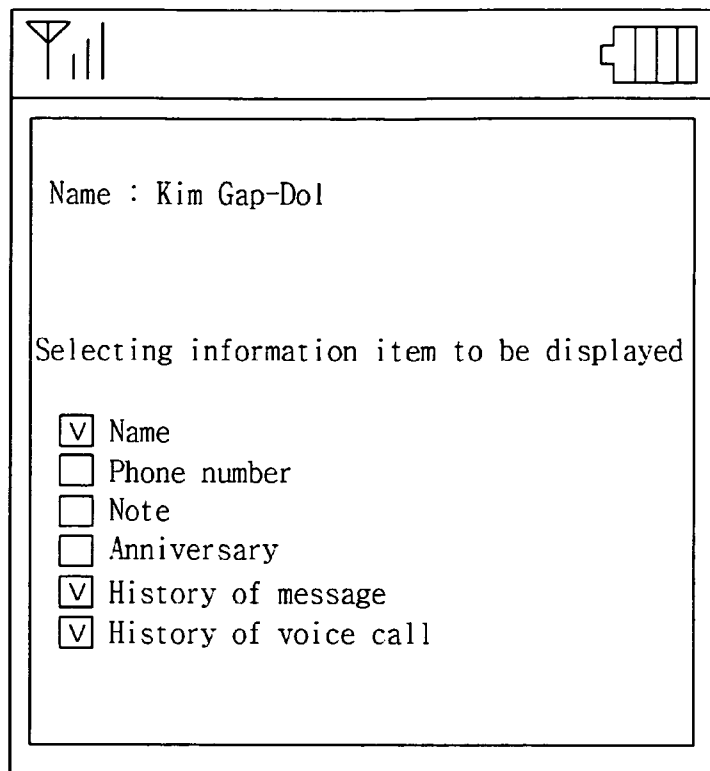 Name : Kim Gap-Dol
Selecting information item to be displayed
V Name
Phone number
Note
Anniversary
V History of message
V History of voice call